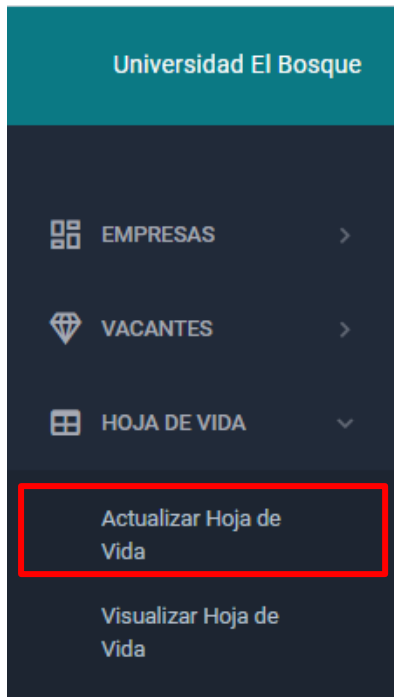 Universidad El Bosque
EMPRESAS
VACANTES
HOJA DE VIDA
Actualizar Hoja de
Vida
Visualizar Hoja de
Vida